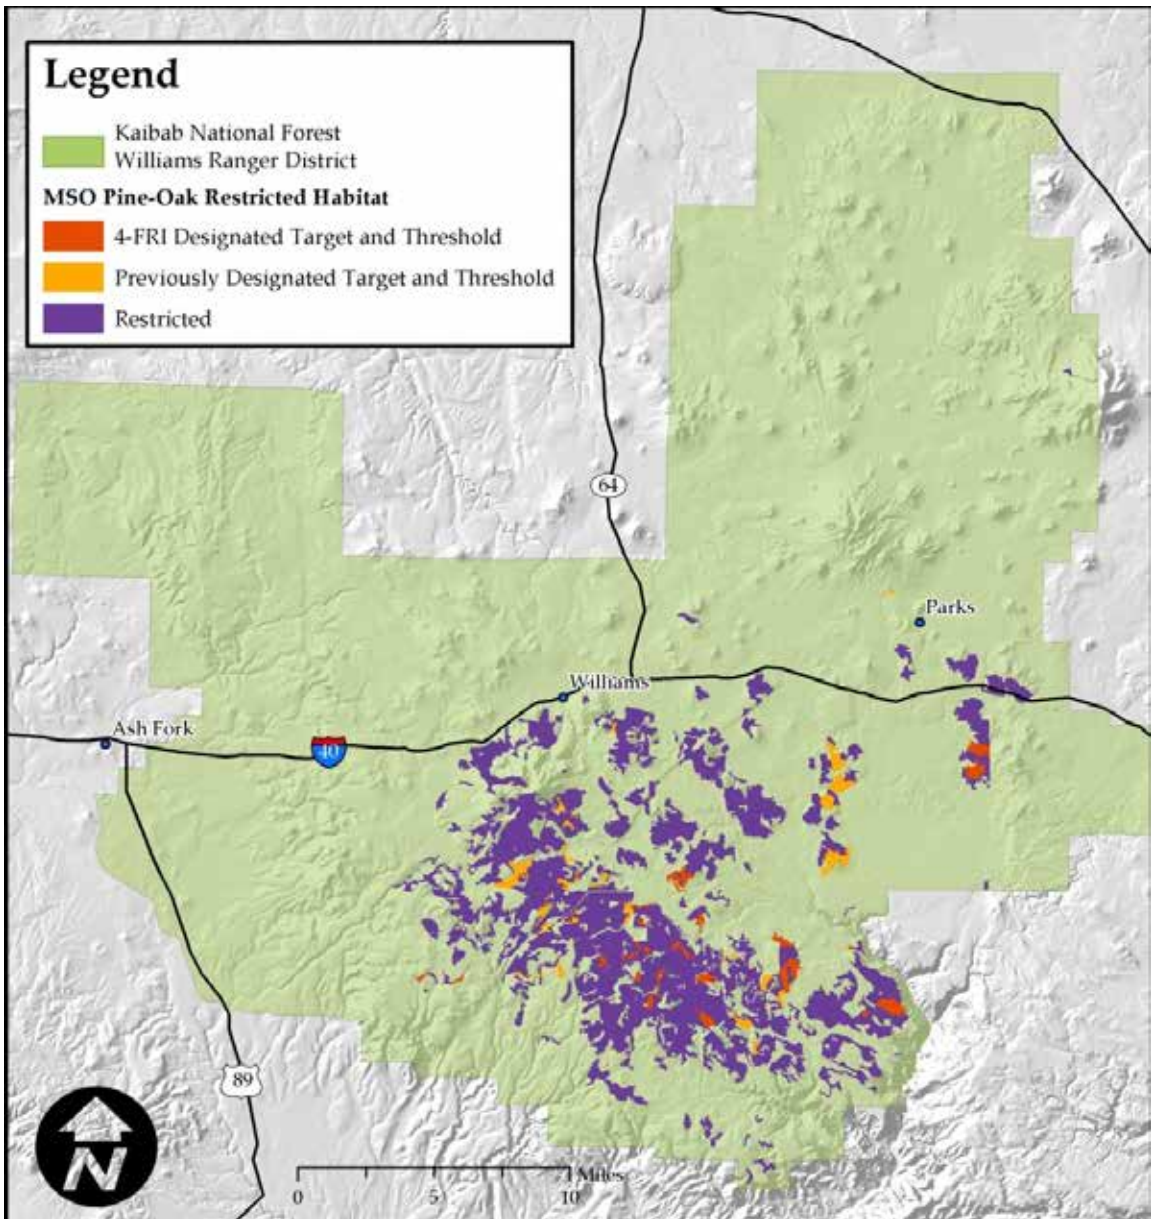 Legend
Kaibab National Forest
Williams Ranger District
MSO Pine-Oak Restricted Habitat
4-FRI Designated Target and Threshold
Previously Designated Target and Threshold
Restricted
64
Parks
Williams
Ash Fork
40
89
N
Miles
0 5 10